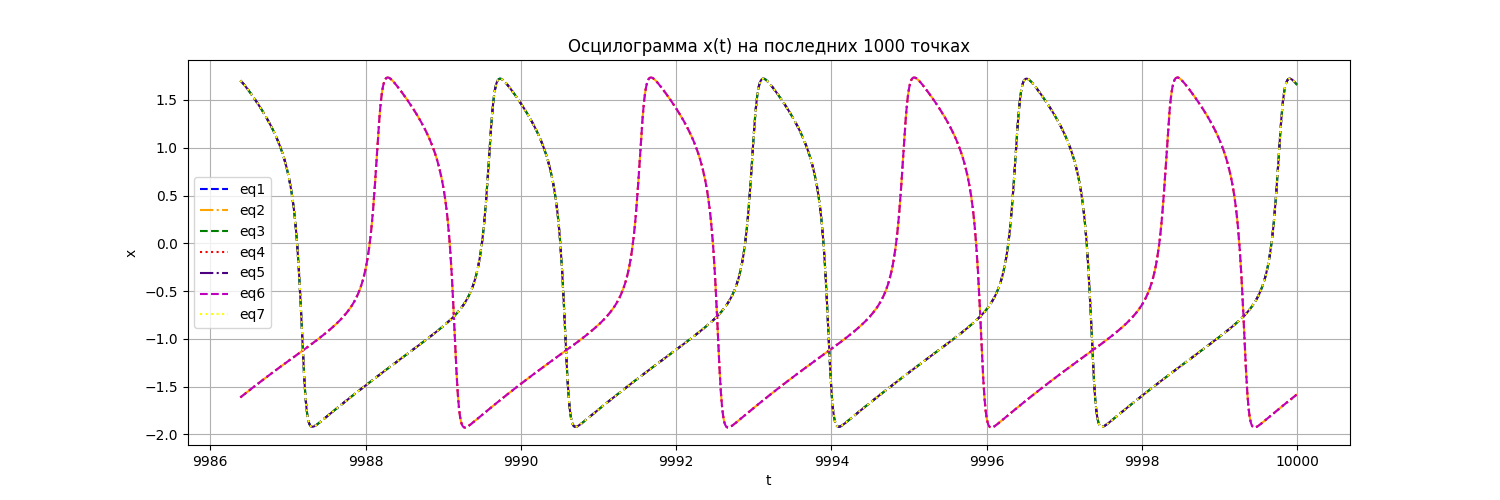 Осцилограмма x(t) на последних 1000 точках
x
1.5
1.0
0.5
0.0
−0.5
−1.0
−1.5
−2.0
eq1
eq2
eq3
eq4
eq5
eq6
eq7
9986 9988 9990 9992 9994 9996 9998 10000
t